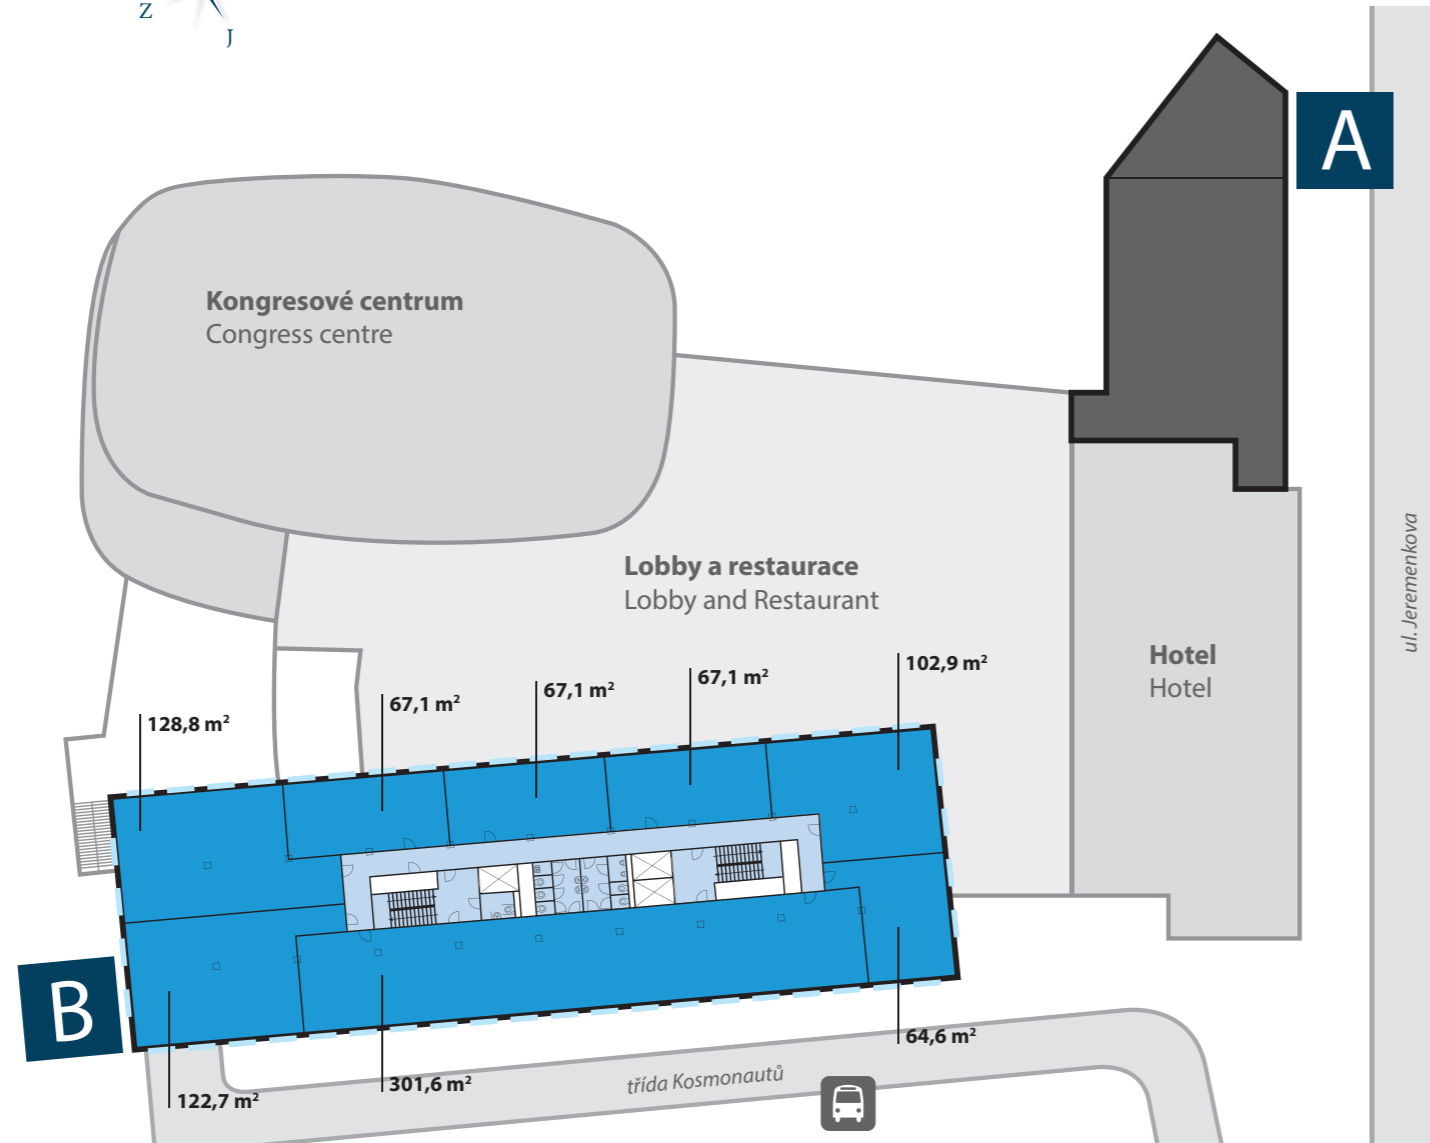 Z
J
A
Kongresové centrum
Congress centre
ul. Jeremenkova
Lobby a restaurace
Lobby and Restaurant
Hotel
Hotel
128,8 m²
67,1 m²
67,1 m²
67,1 m²
102,9 m²
B
122,7 m²
301,6 m²
64,6 m²
třída Kosmonautů